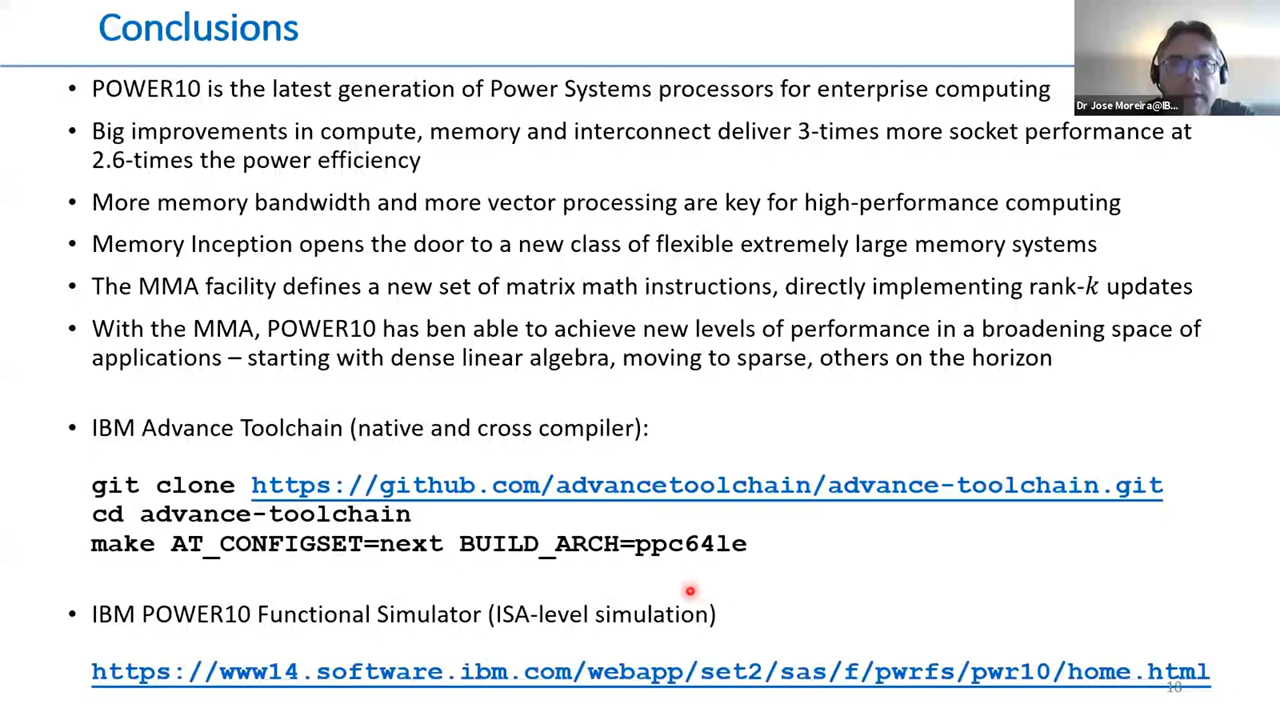 Conclusions
Dr Jose Moreira@IB...
• POWER10 is the latest generation of Power Systems processors for enterprise computing
• Big improvements in compute, memory and interconnect deliver 3-times more socket performance at
2.6-times the power efficiency
• More memory bandwidth and more vector processing are key for high-performance computing
• Memory Inception opens the door to a new class of flexible extremely large memory systems
• The MMA facility defines a new set of matrix math instructions, directly implementing rank-k updates
• With the MMA, POWER10 has ben able to achieve new levels of performance in a broadening space of
applications – starting with dense linear algebra, moving to sparse, others on the horizon
• IBM Advance Toolchain (native and cross compiler):
git clone https://github.com/advancetoolchain/advance-toolchain.git
cd advance-toolchain
make AT_CONFIGSET=next BUILD_ARCH=ppc64le
• IBM POWER10 Functional Simulator (ISA-level simulation)
https://www14.software.ibm.com/webapp/set2/sas/f/pwrfs/pwr10/home.html
18